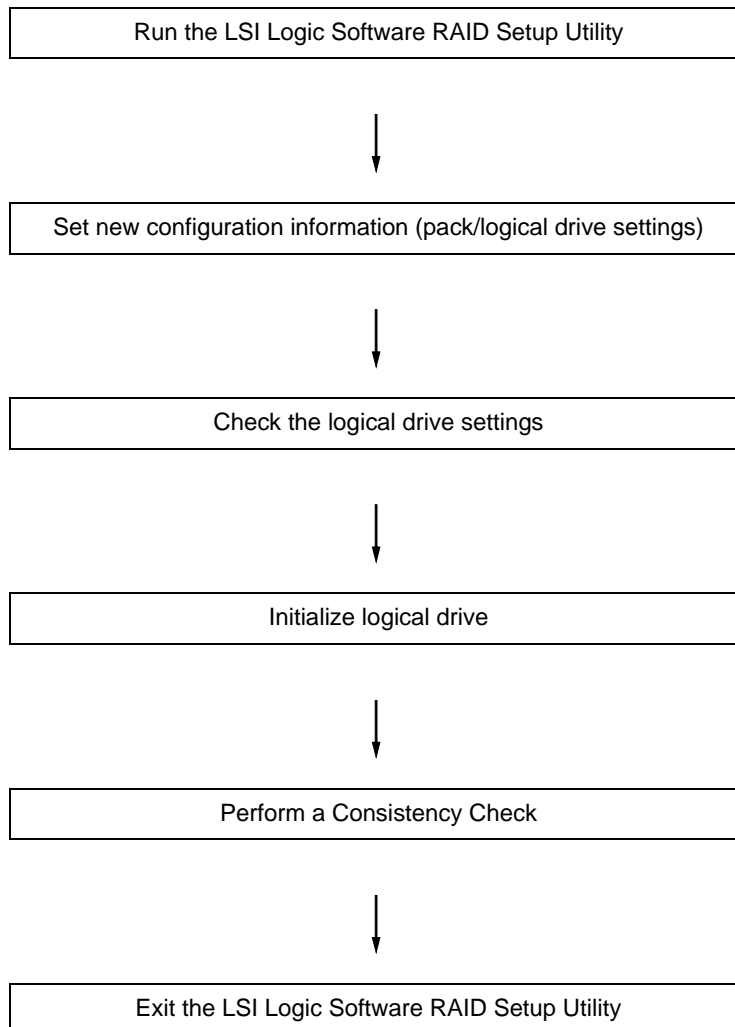 Run the LSI Logic Software RAID Setup Utility
Set new configuration information (pack/logical drive settings)
Check the logical drive settings
Initialize logical drive
Perform a Consistency Check
Exit the LSI Logic Software RAID Setup Utility